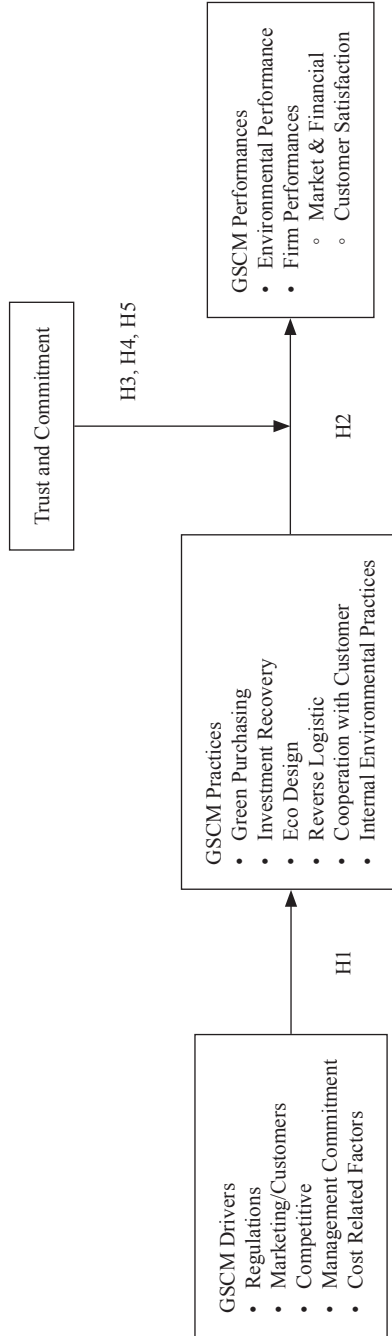 GSCM Drivers
• Regulations
• Marketing/Customers
• Competitive
• Management Commitment
• Cost Related Factors
H1
GSCM Practices
• Green Purchasing
• Investment Recovery
• Eco Design
• Reverse Logistic
• Cooperation with Customer
• Internal Environmental Practices
Trust and Commitment
H3, H4, H5
H2
GSCM Performances
• Environmental Performance
• Firm Performances
◦ Market & Financial
◦ Customer Satisfaction